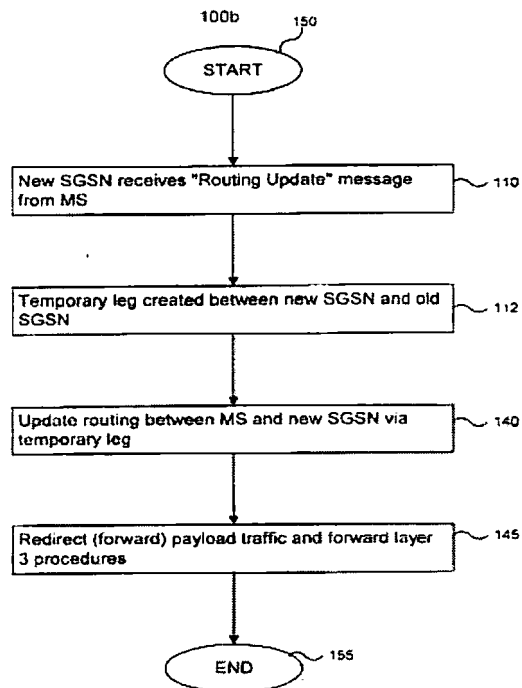 100b
150
START
New SGSN receives "Routing Update" message
from MS
110
Temporary leg created between new SGSN and old
SGSN
112
Update routing between MS and new SGSN via
temporary leg
140
Redirect (forward) payload traffic and forward layer
3 procedures
145
END
155